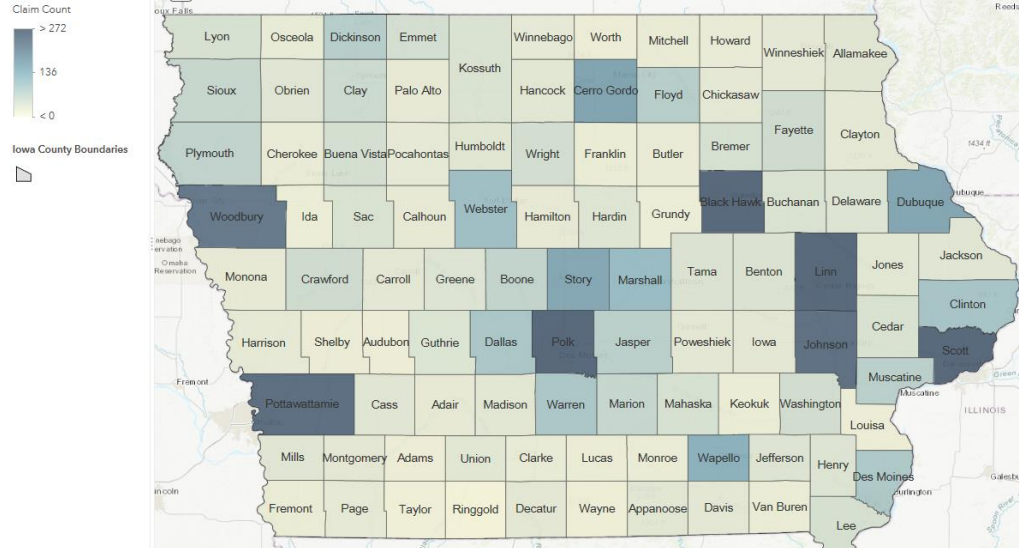 Claim Count
> 272
136
< 0
Iowa County Boundaries
Lyon Osceola Dickinson Emmet Winnebago Worth Mitchell Howard Winneshiek Allamakee
Kossuth
Sioux Obrien Clay Palo Alto Hancock Cerro Gordo Floyd Chickasaw
Fayette Clayton
Plymouth Cherokee Buena Vista Pocahontas Humboldt Wright Franklin Butler Bremer
1434 ft
Woodbury Ida Sac Calhoun Webster Hamilton Hardin Grundy Black Hawk Buchanan Delaware Dubuque
Omaha
Reservation
Monona Crawford Carroll Greene Boone Story Marshall Tama Benton Linn Jones Jackson
Clinton
Harrison Shelby Audubon Guthrie Dallas Polk Jasper Poweshiek Iowa Johnson Cedar Scott
Fremont
Muscatine
Muscatine
ILLINOIS
Pottawattamie Cass Adair Madison Warren Marion Mahaska Keokuk Washington Louisa
Mills Montgomery Adams Union Clarke Lucas Monroe Wapello Jefferson Henry Des Moines
Fremont Page Taylor Ringgold Decatur Wayne Appanoose Davis Van Buren Lee